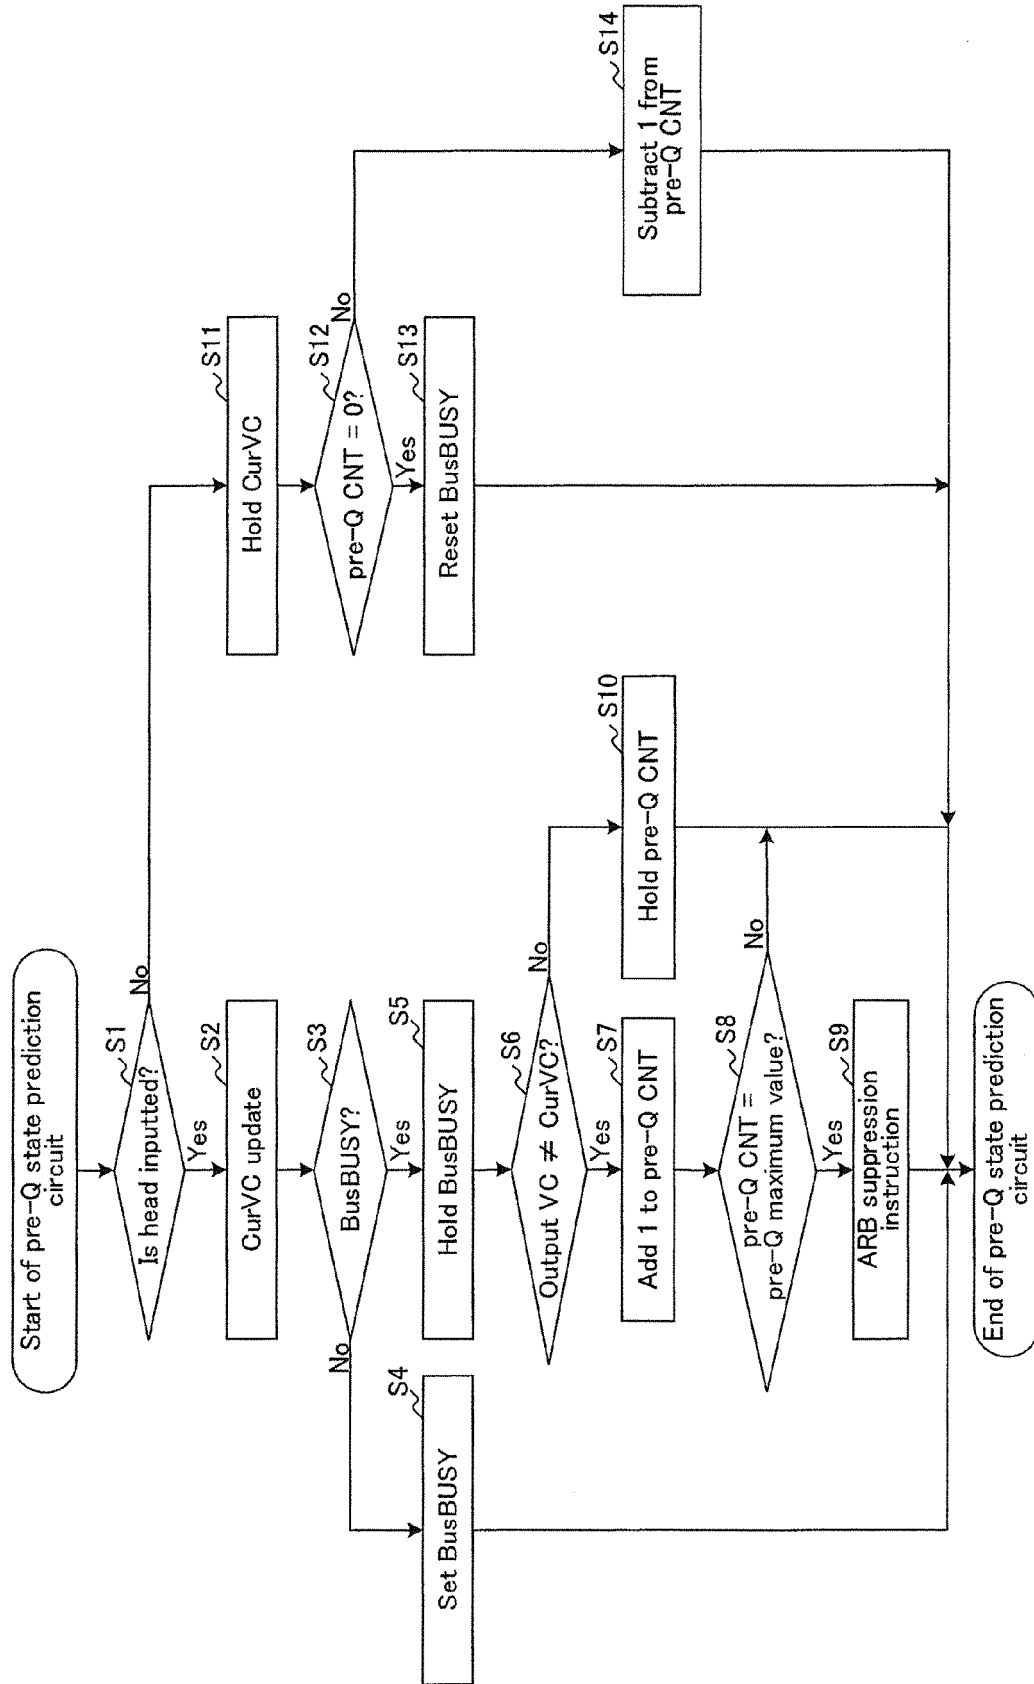 Start of pre-Q state prediction
circuit
S1
Is head inputted?
No
Yes
S2
CurVC update
S3
BusBUSY?
No
Yes
S4
Set BusBUSY
S5
Hold BusBUSY
S6
Output VC ≠ CurVC?
No
Yes
S7
Add 1 to pre-Q CNT
S8
pre-Q CNT =
pre-Q maximum value?
No
Yes
S9
ARB suppression
instruction
S10
Hold pre-Q CNT
S11
Hold CurVC
S12
pre-Q CNT = 0?
No
Yes
S13
Reset BusBUSY
S14
Subtract 1 from
pre-Q CNT
End of pre-Q state prediction
circuit